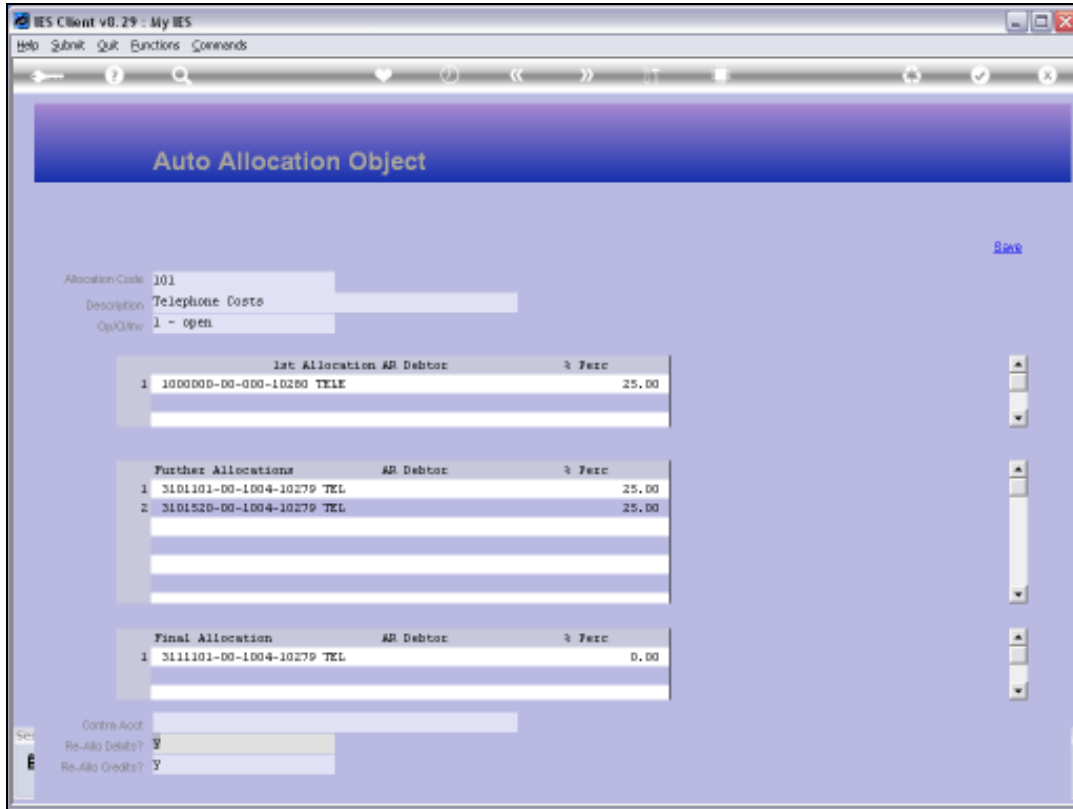 IES Client v8.29 : My IES
Help Submit Quit Functions Commands
Auto Allocation Object
Save
Allocation Code 101
Description Telephone Costs
Op/Cl/Inv 1 - open
1st Allocation AR Debtor % Perc
1 1000000-00-000-10280 TELE 25.00
Further Allocations AR Debtor % Perc
1 3101101-00-1004-10279 TEL 25.00
2 3101520-00-1004-10279 TEL 25.00
Final Allocation AR Debtor % Perc
1 3111101-00-1004-10279 TEL 0.00
Contra Acct
Re-Allo Debits? Y
Re-Allo Credits? Y